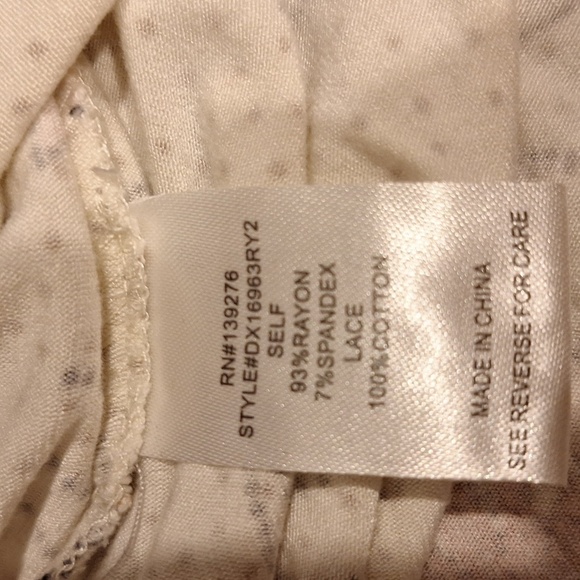 RN#139276
STYLE#DX16963RY2
SELF
93%RAYON
7%SPANDEX
LACE
100%COTTON
MADE IN CHINA
SEE REVERSE FOR CARE